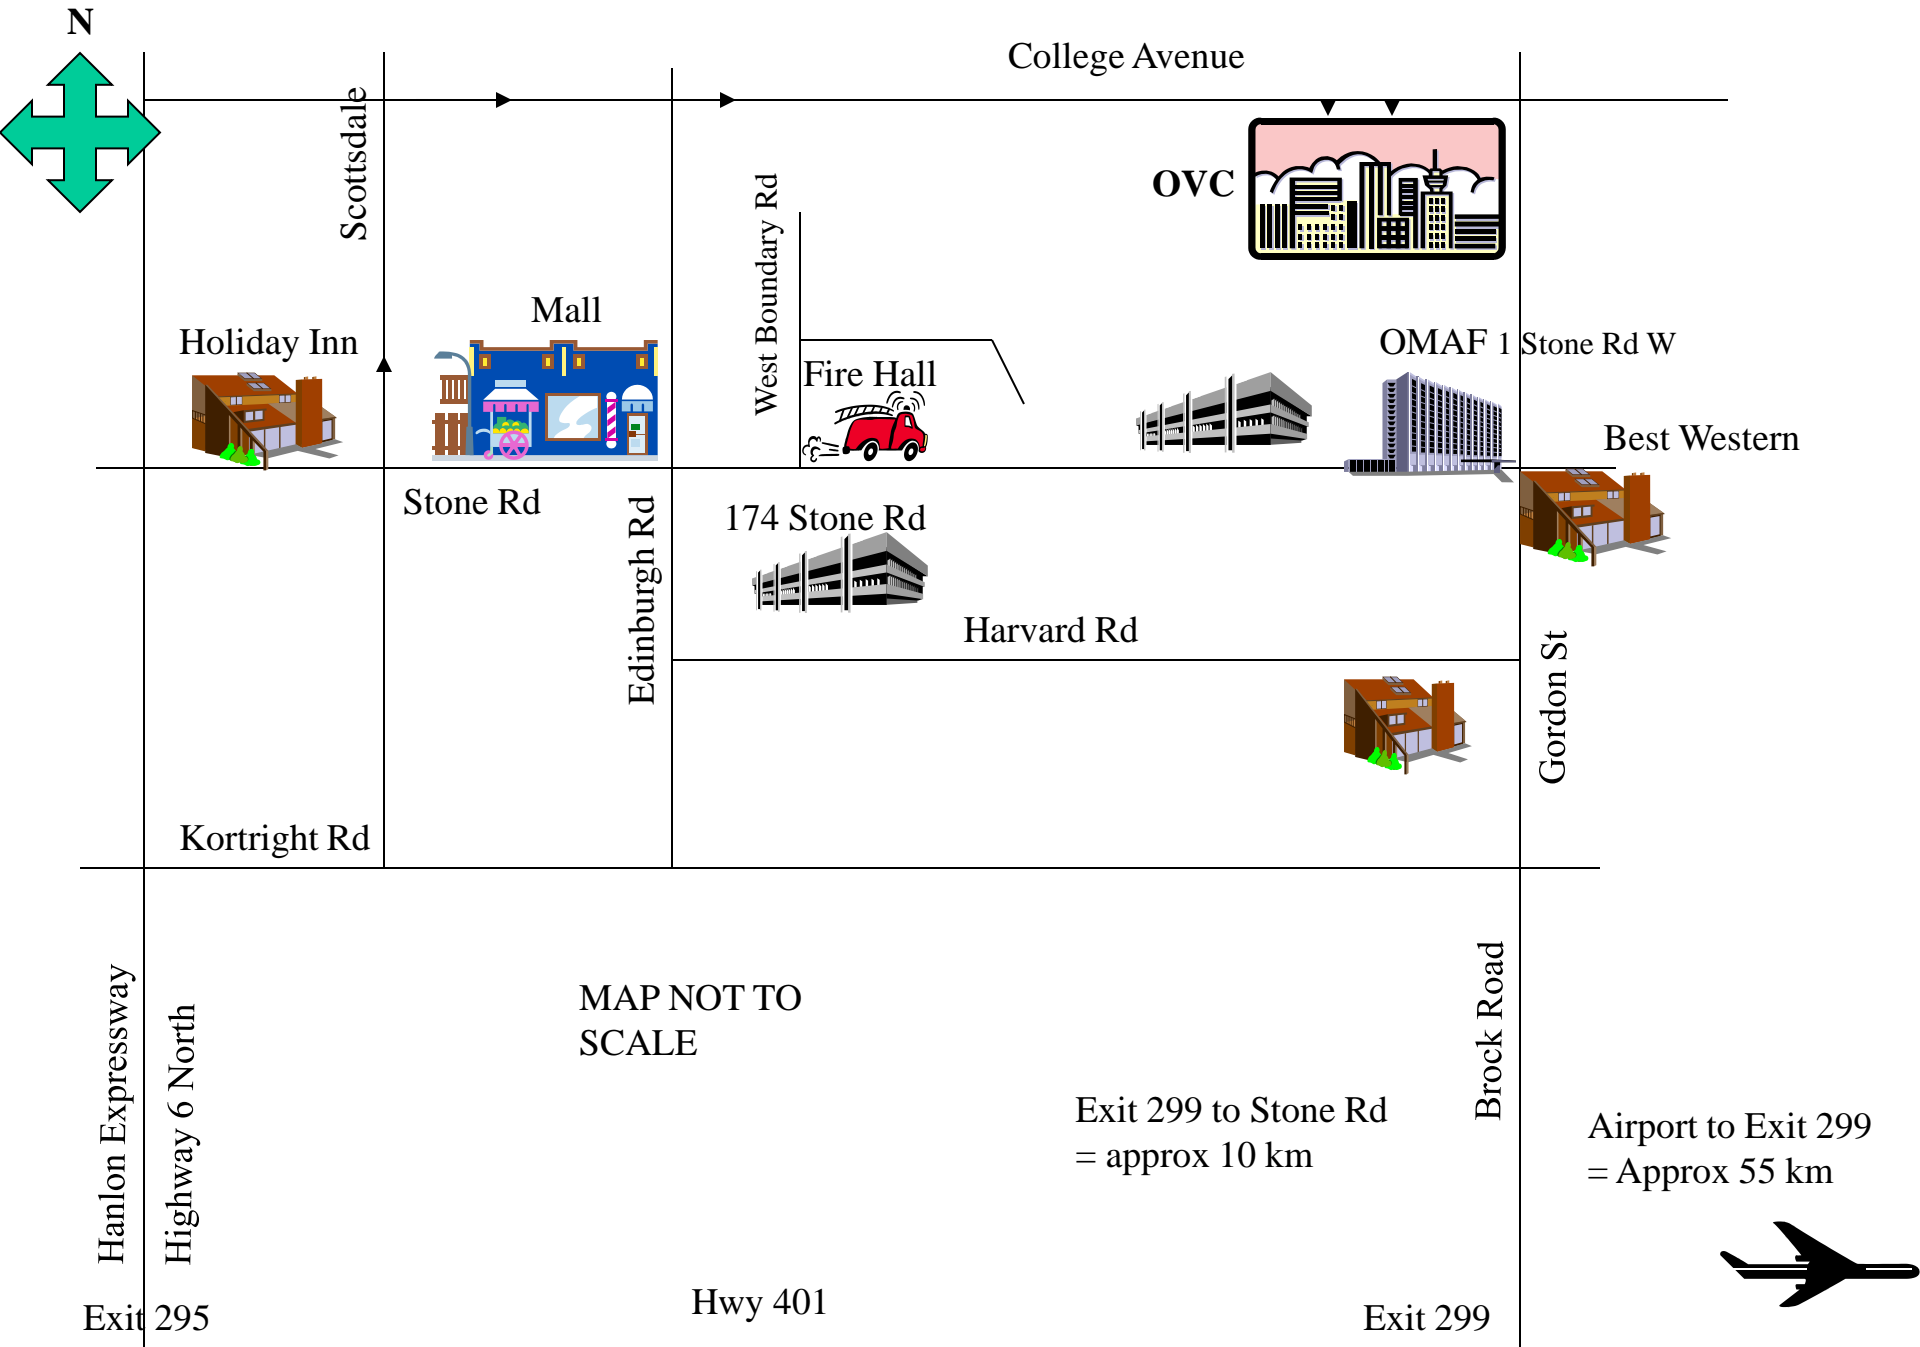 N
College Avenue
Scottsdale
West Boundary Rd
OVC
Mall
Holiday Inn
OMAF 1 Stone Rd W
Fire Hall
Best Western
Stone Rd
Edinburgh Rd
174 Stone Rd
Harvard Rd
Gordon St
Kortright Rd
Hanlon Expressway
Highway 6 North
MAP NOT TO
SCALE
Brock Road
Exit 299 to Stone Rd
= approx 10 km
Airport to Exit 299
= Approx 55 km
Hwy 401
Exit 295
Exit 299